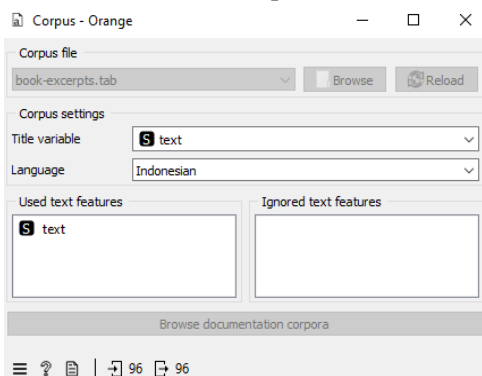 Corpus - Orange
Corpus file
book-excerpts.tab Browse Reload
Corpus settings
Title variable S text
Language Indonesian
Used text features Ignored text features
S text
Browse documentation corpora
? 96 96